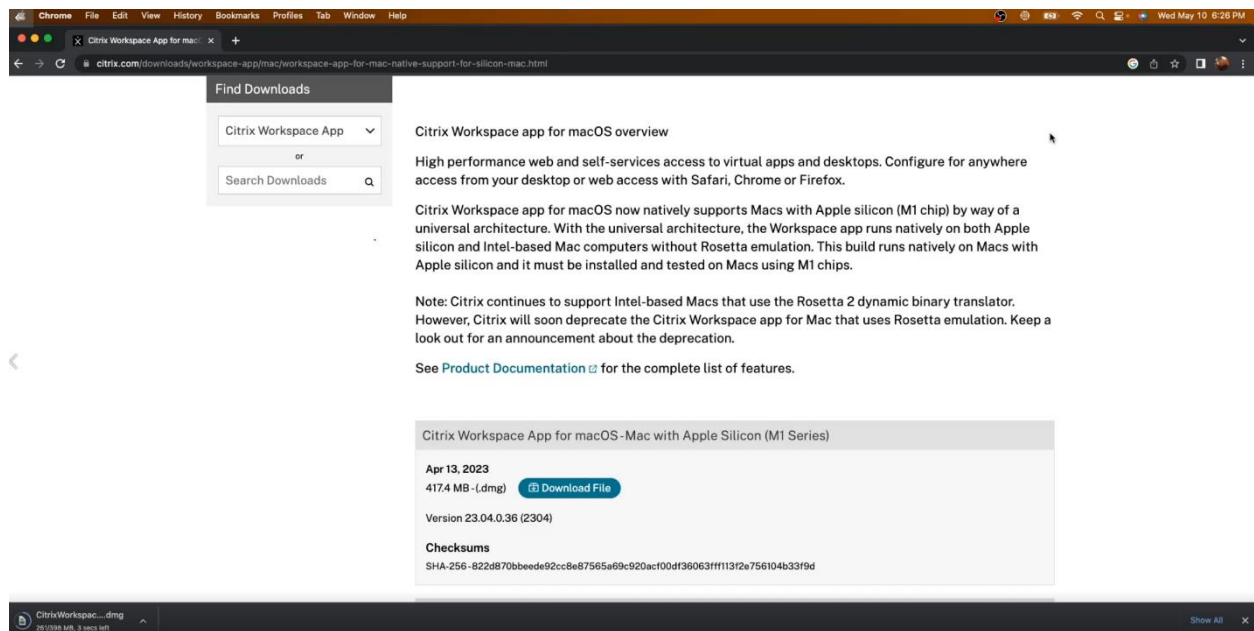 Chrome File Edit View History Bookmarks Profiles Tab Window Help
Wed May 10 6:26 PM
Citrix Workspace App for mac
citrix.com/downloads/workspace-app/mac/workspace-app-for-mac-native-support-for-silicon-mac.html
Find Downloads
Citrix Workspace App
or
Search Downloads
Citrix Workspace app for macOS overview
High performance web and self-services access to virtual apps and desktops. Configure for anywhere
access from your desktop or web access with Safari, Chrome or Firefox.
Citrix Workspace app for macOS now natively supports Macs with Apple silicon (M1 chip) by way of a
universal architecture. With the universal architecture, the Workspace app runs natively on both Apple
silicon and Intel-based Mac computers without Rosetta emulation. This build runs natively on Macs with
Apple silicon and it must be installed and tested on Macs using M1 chips.
Note: Citrix continues to support Intel-based Macs that use the Rosetta 2 dynamic binary translator.
However, Citrix will soon deprecate the Citrix Workspace app for Mac that uses Rosetta emulation. Keep a
look out for an announcement about the deprecation.
See Product Documentation for the complete list of features.
Citrix Workspace App for macOS - Mac with Apple Silicon (M1 Series)
Apr 13, 2023
417.4 MB - (.dmg) Download File
Version 23.04.0.36 (2304)
Checksums
SHA-256 - 822d870bbeede92cc8e87565a69c920acf00df36063fff113f2e756104b33f9d
CitrixWorkspac....dmg
261/398 MB, 3 secs left
Show All